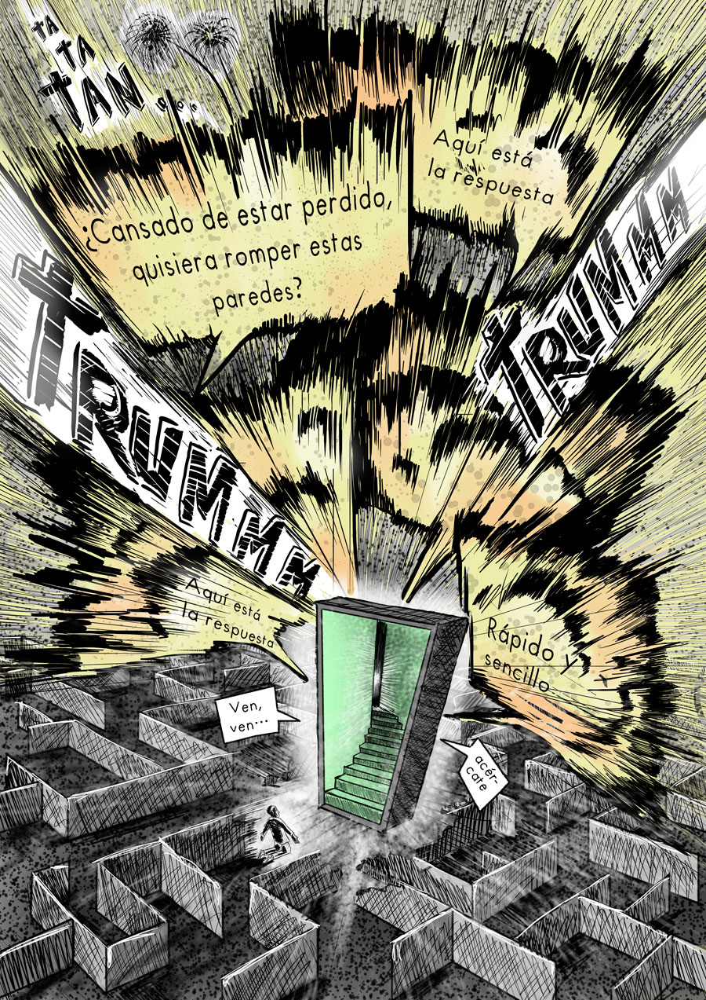 TA
TA
TAN
Aquí está
la respuesta
¿Cansado de estar perdido,
quisiera romper estas
paredes?
TRUMMM
TRUMMMM
Aquí está
la respuesta
Rápido y
sencillo
Ven,
ven...
acér-
cate